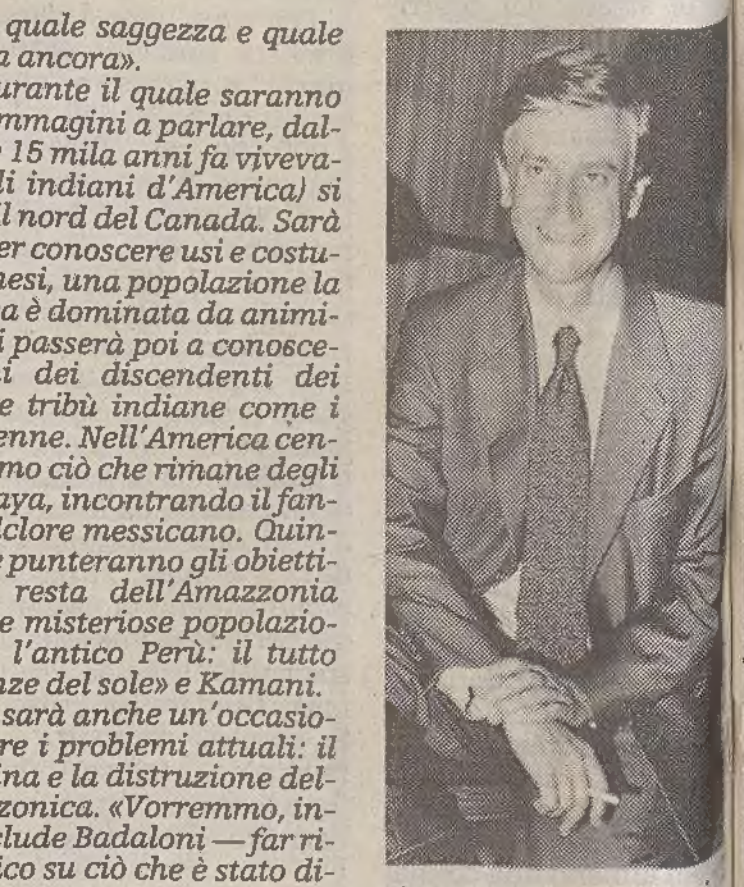 quale saggezza e quale
a ancora».
urante il quale saranno
mmagini a parlare, dal-
e 15 mila anni fa viveva-
li indiani d'America) si
il nord del Canada. Sarà
er conoscere usi e costu-
nesi, una popolazione la
a è dominata da animi-
i passerà poi a conosce-
i dei discendenti dei
e tribù indiane come i
enne. Nell'America cen-
mo ciò che rimane degli
aya, incontrando il fan-
lclore messicano. Quin-
e punteranno gli obietti-
resta dell'Amazzonia
e misteriose popolazio-
l'antico Perù: il tutto
nze del sole» e Kamani.
sarà anche un'occasio-
re i problemi attuali: il
ina e la distruzione del-
zonica. «Vorremmo, in-
clude Badaloni — far ri-
ico su ciò che è stato di-